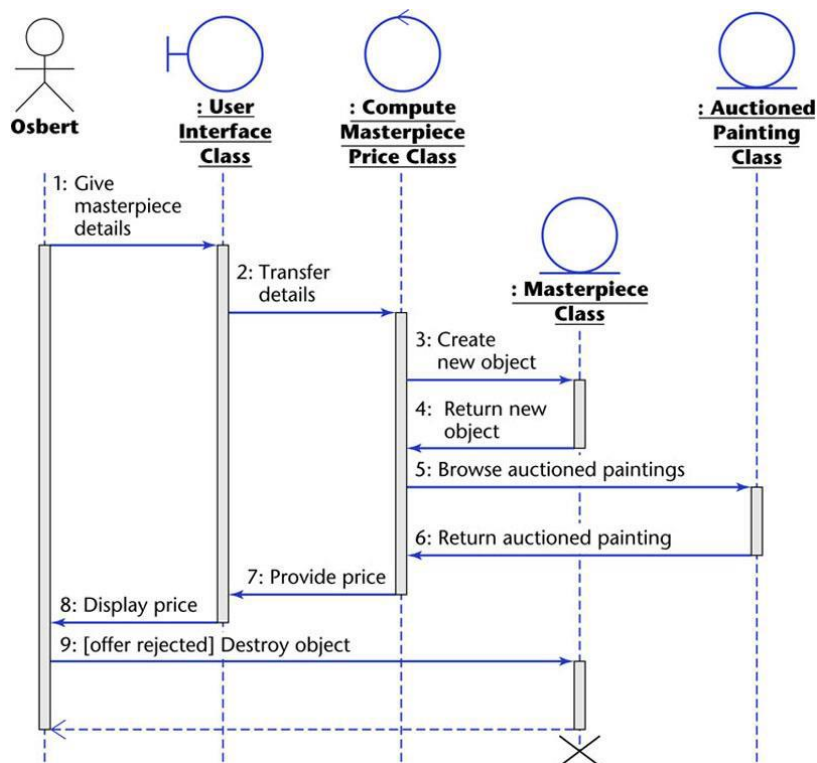 Osbert
: User
Interface
Class
: Compute
Masterpiece
Price Class
: Auctioned
Painting
Class
1: Give
masterpiece
details
2: Transfer
details
: Masterpiece
Class
3: Create
new object
4: Return new
object
5: Browse auctioned paintings
6: Return auctioned painting
7: Provide price
8: Display price
9: [offer rejected] Destroy object